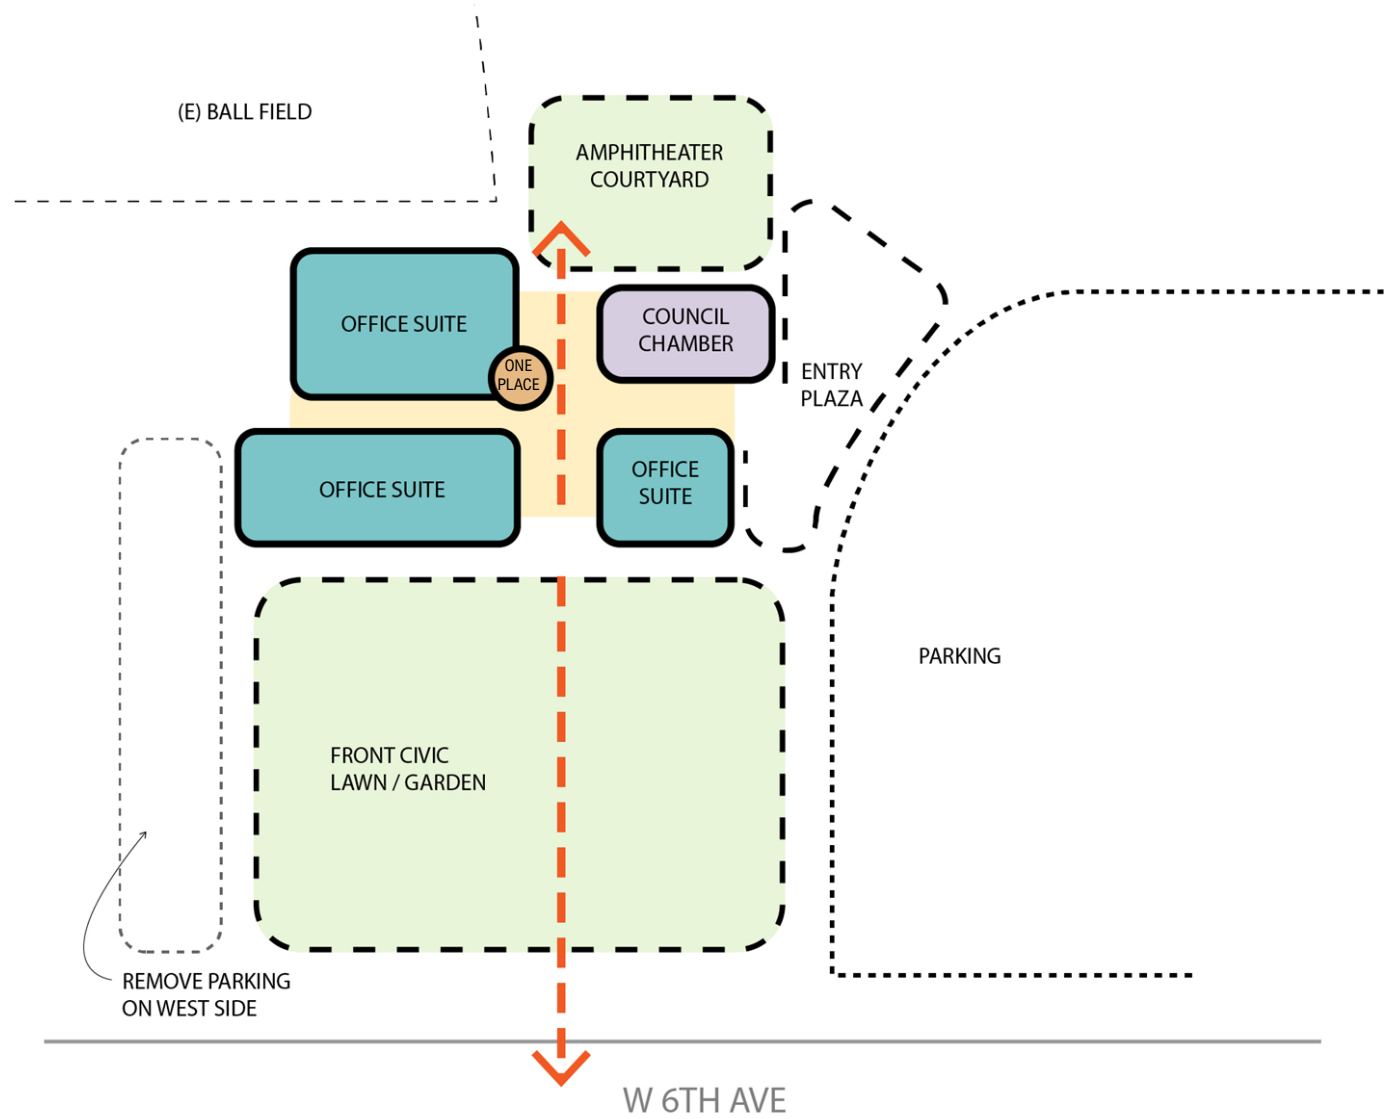 (E) BALL FIELD
AMPHITHEATER
COURTYARD
OFFICE SUITE
COUNCIL
CHAMBER
ONE
PLACE
ENTRY
PLAZA
OFFICE SUITE
OFFICE
SUITE
PARKING
FRONT CIVIC
LAWN / GARDEN
REMOVE PARKING
ON WEST SIDE
W 6TH AVE